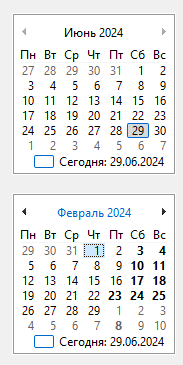 Июнь 2024
Пн Вт Ср Чт Пт Сб Вс
27 28 29 30 31 1 2
3 4 5 6 7 8 9
10 11 12 13 14 15 16
17 18 19 20 21 22 23
24 25 26 27 28 29 30
1 2 3 4 5 6 7
Сегодня: 29.06.2024
Февраль 2024
Пн Вт Ср Чт Пт Сб Вс
29 30 31 1 2 3 4
5 6 7 8 9 10 11
12 13 14 15 16 17 18
19 20 21 22 23 24 25
26 27 28 29 1 2 3
4 5 6 7 8 9 10
Сегодня: 29.06.2024